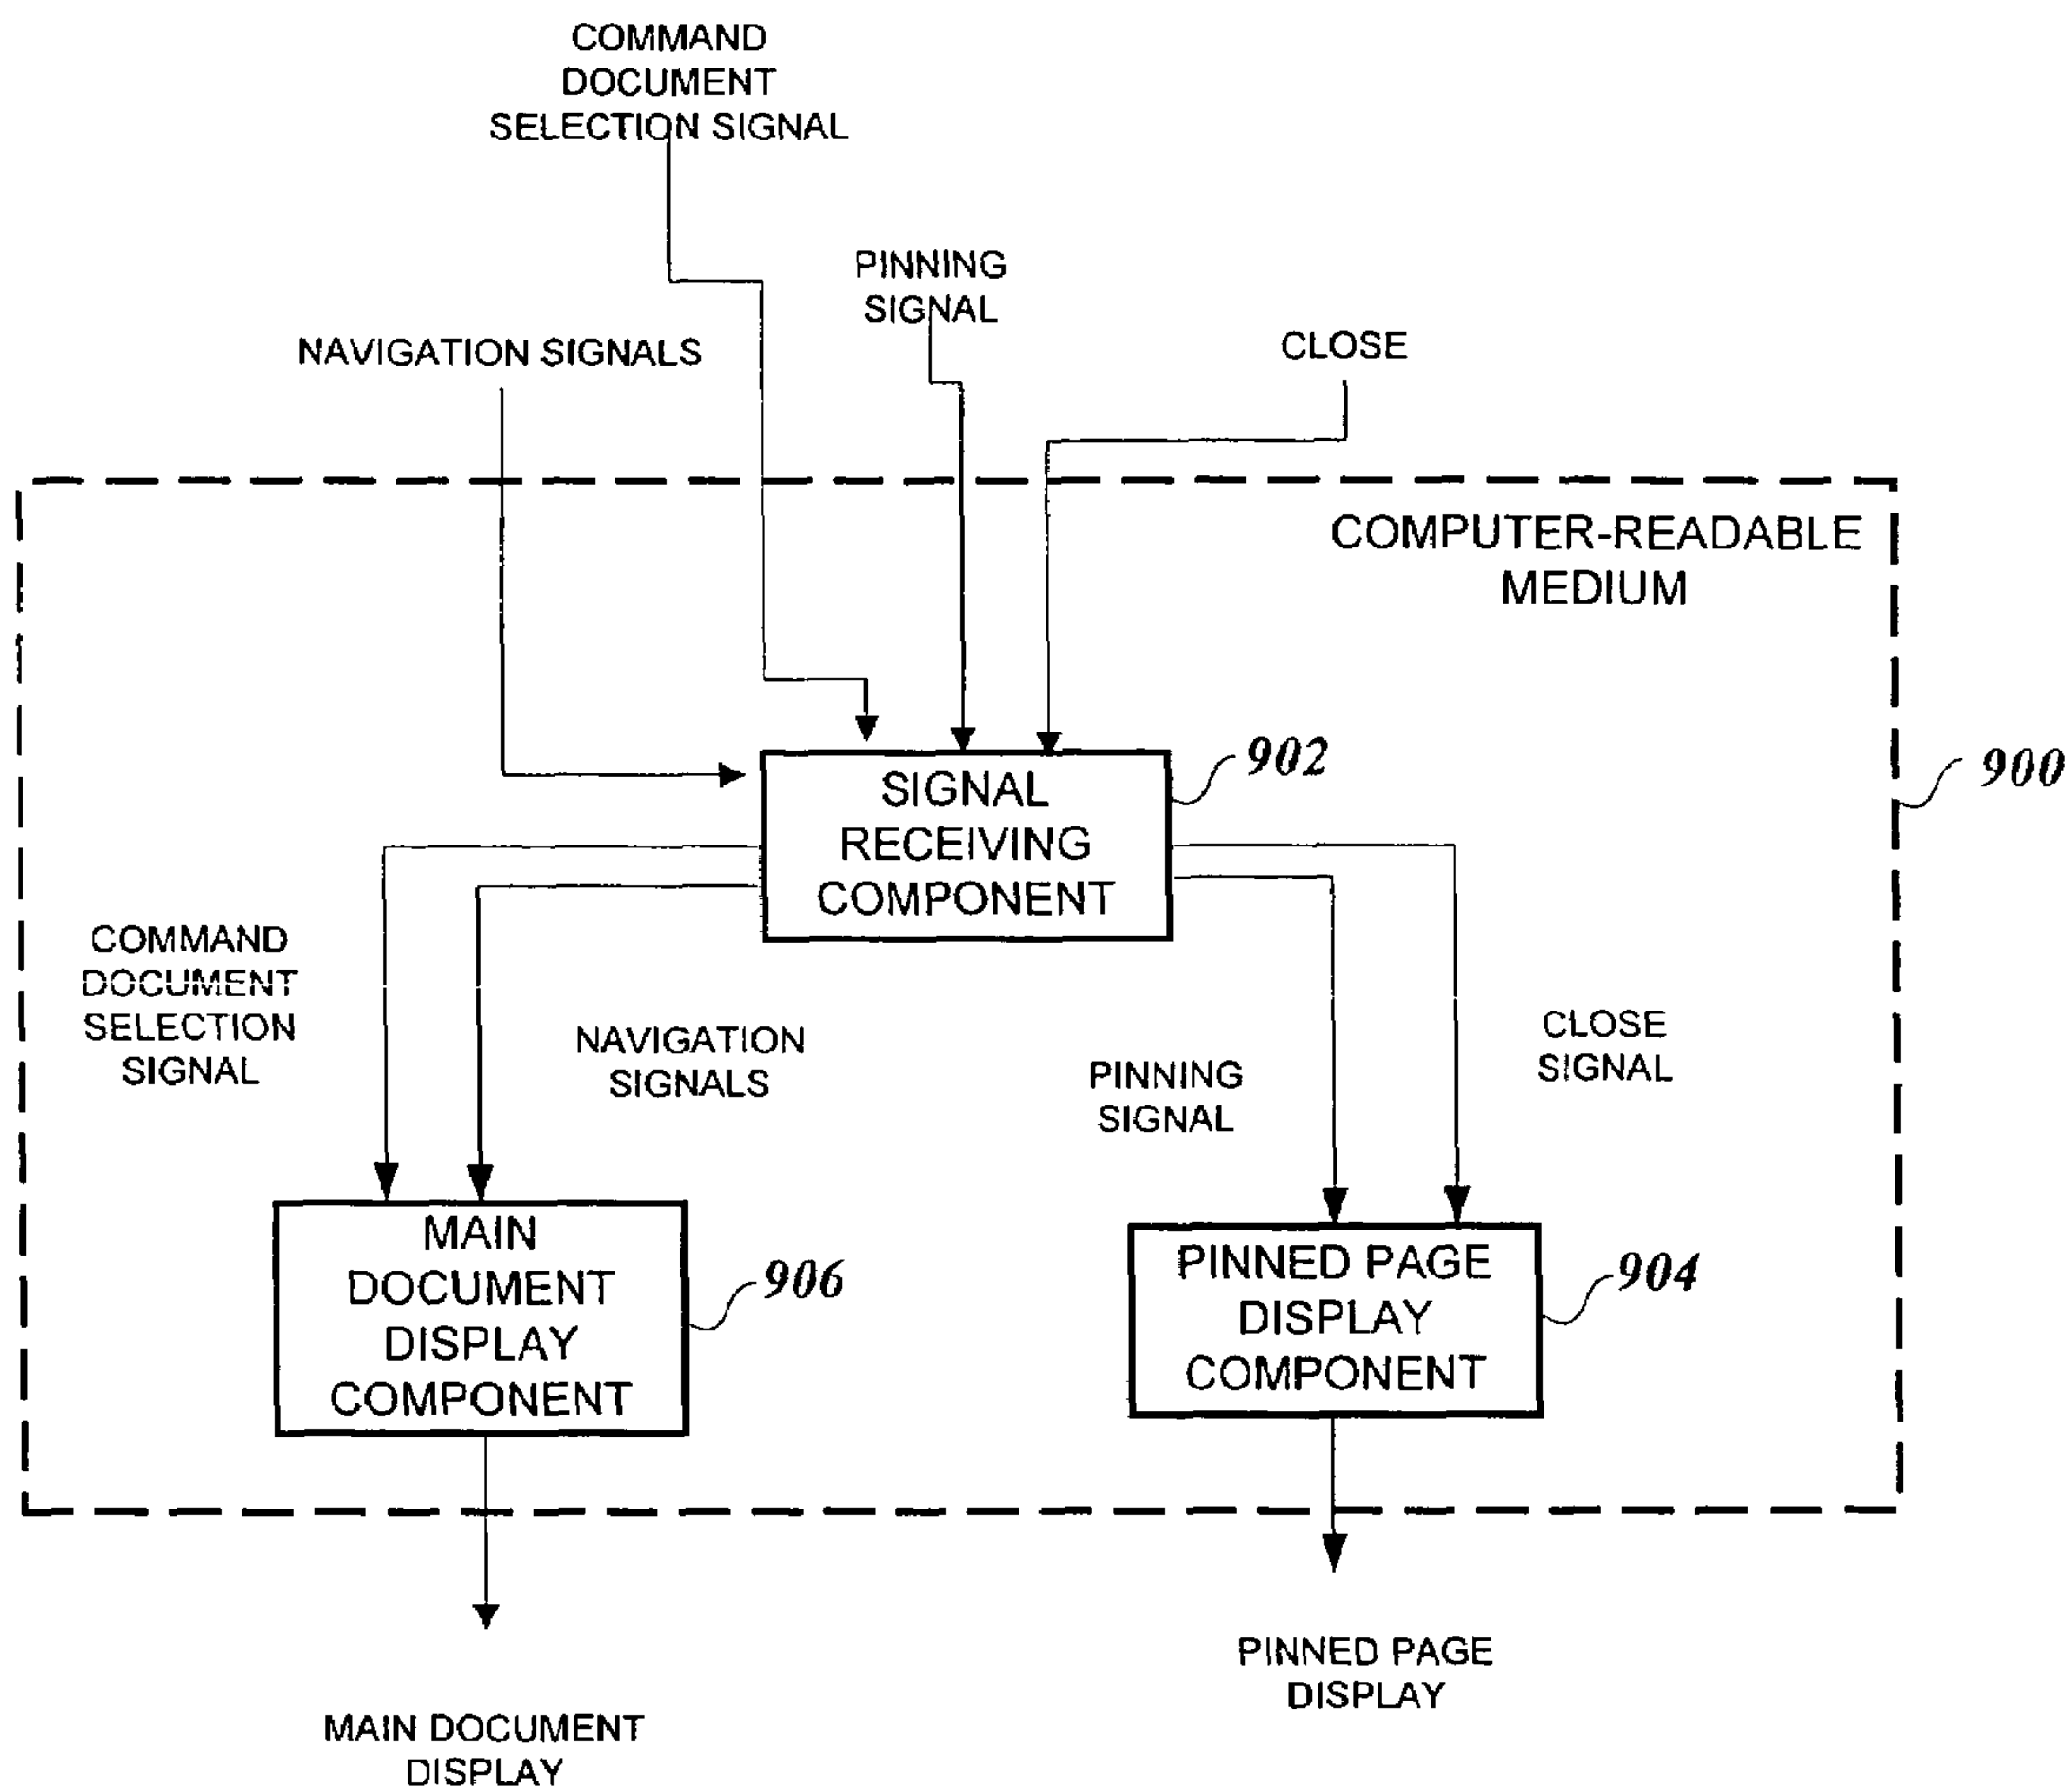 COMMAND
DOCUMENT
SELECTION SIGNAL
PINNING
SIGNAL
NAVIGATION SIGNALS
CLOSE
COMPUTER-READABLE
MEDIUM
902
900
SIGNAL
RECEIVING
COMPONENT
COMMAND
DOCUMENT
SELECTION
SIGNAL
NAVIGATION
SIGNALS
PINNING
SIGNAL
CLOSE
SIGNAL
MAIN
DOCUMENT
DISPLAY
COMPONENT
906
PINNED PAGE
DISPLAY
COMPONENT
904
MAIN DOCUMENT
DISPLAY
PINNED PAGE
DISPLAY